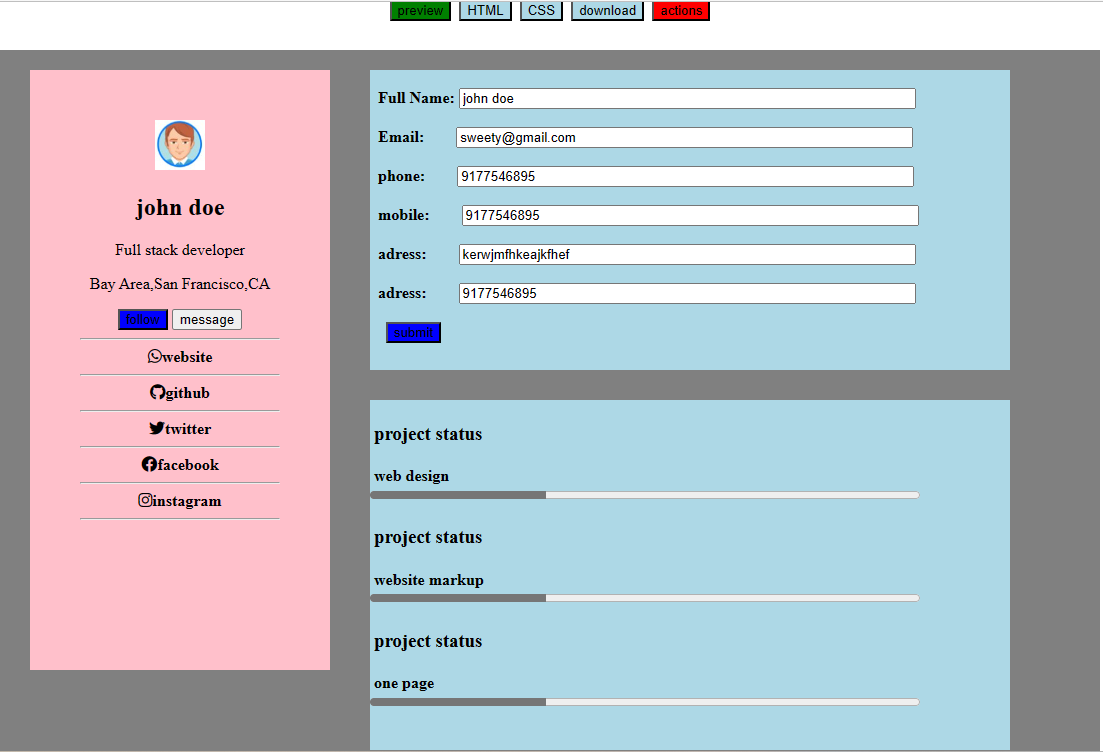 preview HTML CSS download actions
john doe
Full stack developer
Bay Area,San Francisco,CA
follow message
website
github
twitter
facebook
instagram
Full Name: john doe
Email: sweety@gmail.com
phone: 9177546895
mobile: 9177546895
adress: kerwjmfhkeajkfhef
adress: 9177546895
submit
project status
web design
project status
website markup
project status
one page